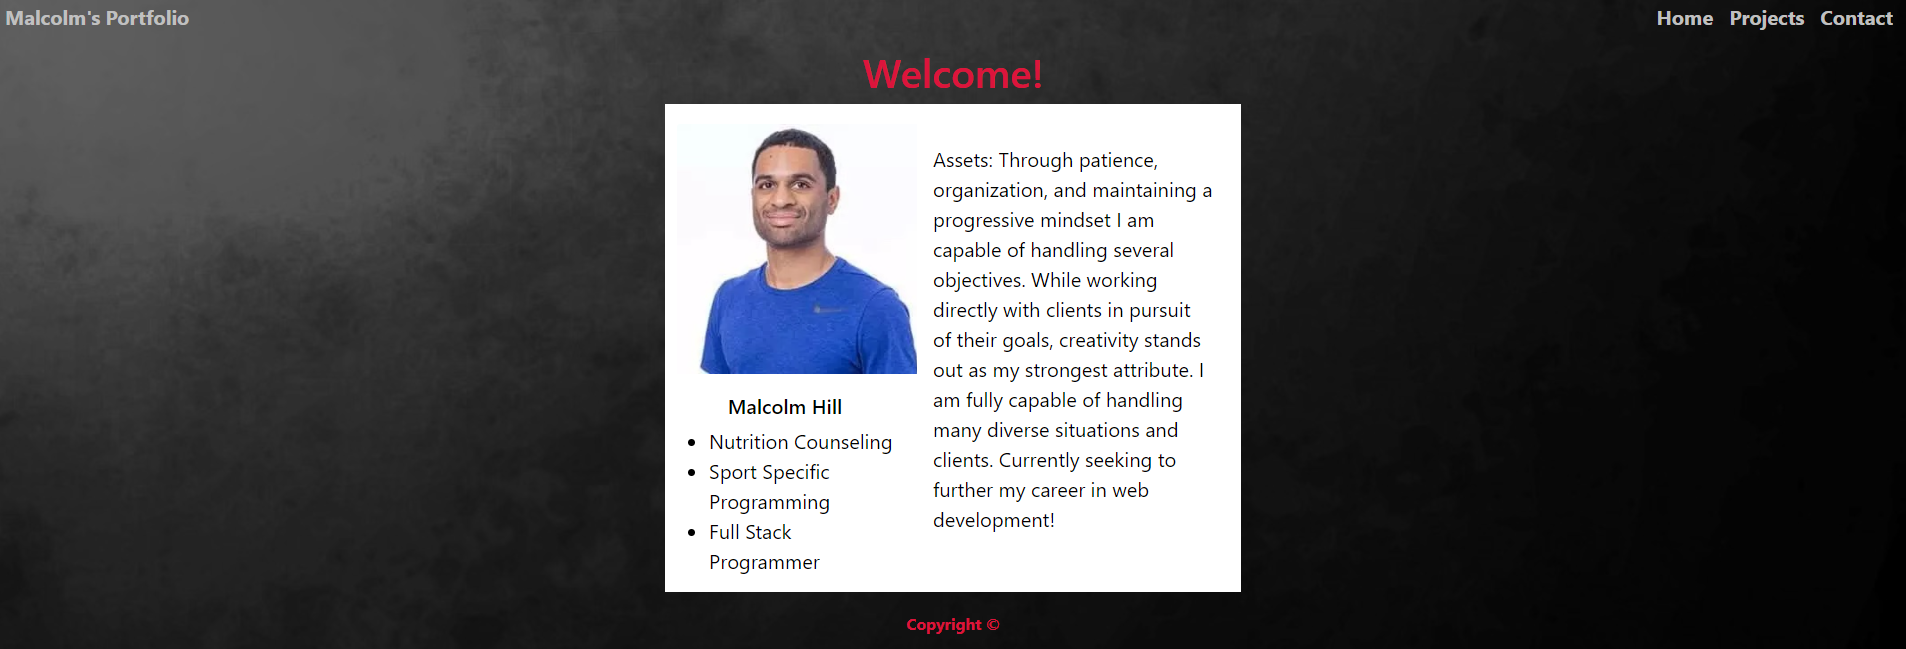 Malcolm's Portfolio
Home Projects Contact
Welcome!
Assets: Through patience,
organization, and maintaining a
progressive mindset I am
capable of handling several
objectives. While working
directly with clients in pursuit
of their goals, creativity stands
out as my strongest attribute. I
am fully capable of handling
many diverse situations and
clients. Currently seeking to
further my career in web
development!
Malcolm Hill
Nutrition Counseling
Sport Specific
Programming
Full Stack
Programmer
Copyright ©